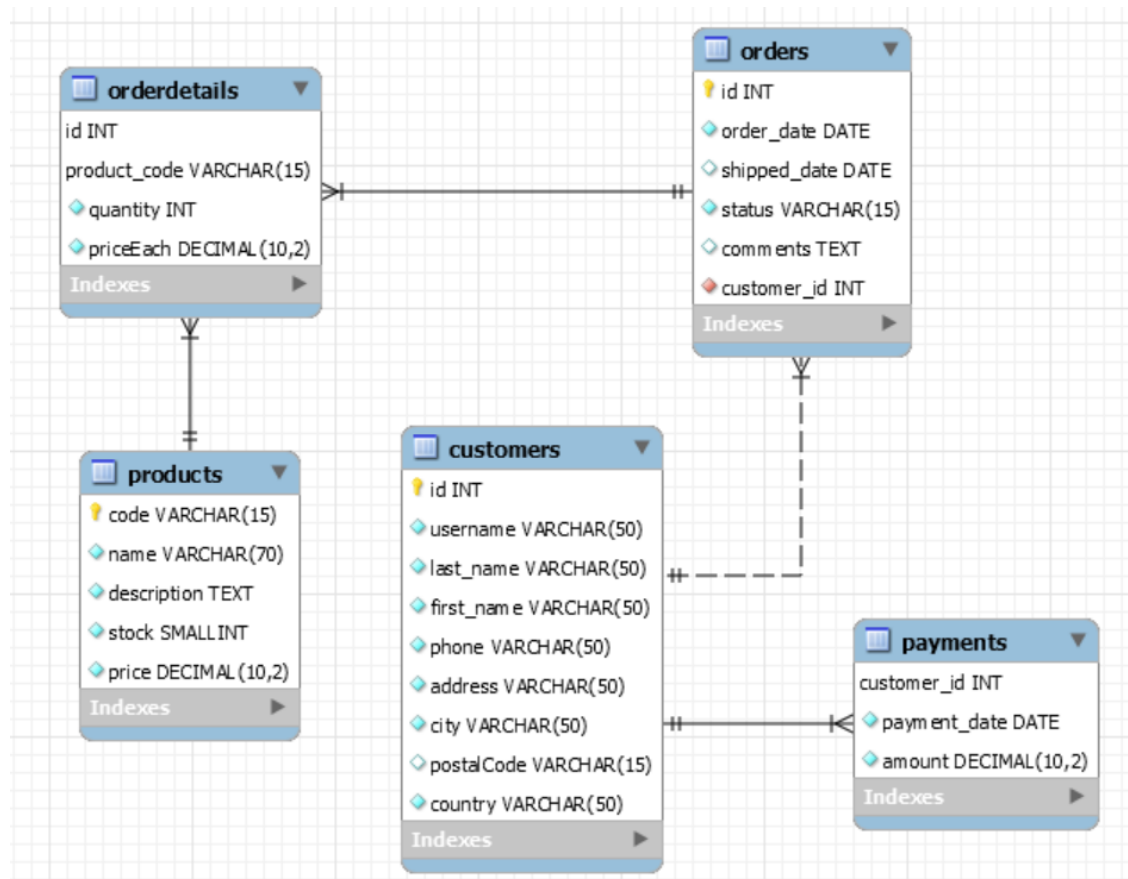 orderdetails
id INT
product_code VARCHAR(15)
quantity INT
priceEach DECIMAL(10,2)
Indexes
orders
id INT
order_date DATE
shipped_date DATE
status VARCHAR(15)
comments TEXT
customer_id INT
Indexes
products
code VARCHAR(15)
name VARCHAR(70)
description TEXT
stock SMALLINT
price DECIMAL(10,2)
Indexes
customers
id INT
username VARCHAR(50)
last_name VARCHAR(50)
first_name VARCHAR(50)
phone VARCHAR(50)
address VARCHAR(50)
city VARCHAR(50)
postalCode VARCHAR(15)
country VARCHAR(50)
Indexes
payments
customer_id INT
payment_date DATE
amount DECIMAL(10,2)
Indexes